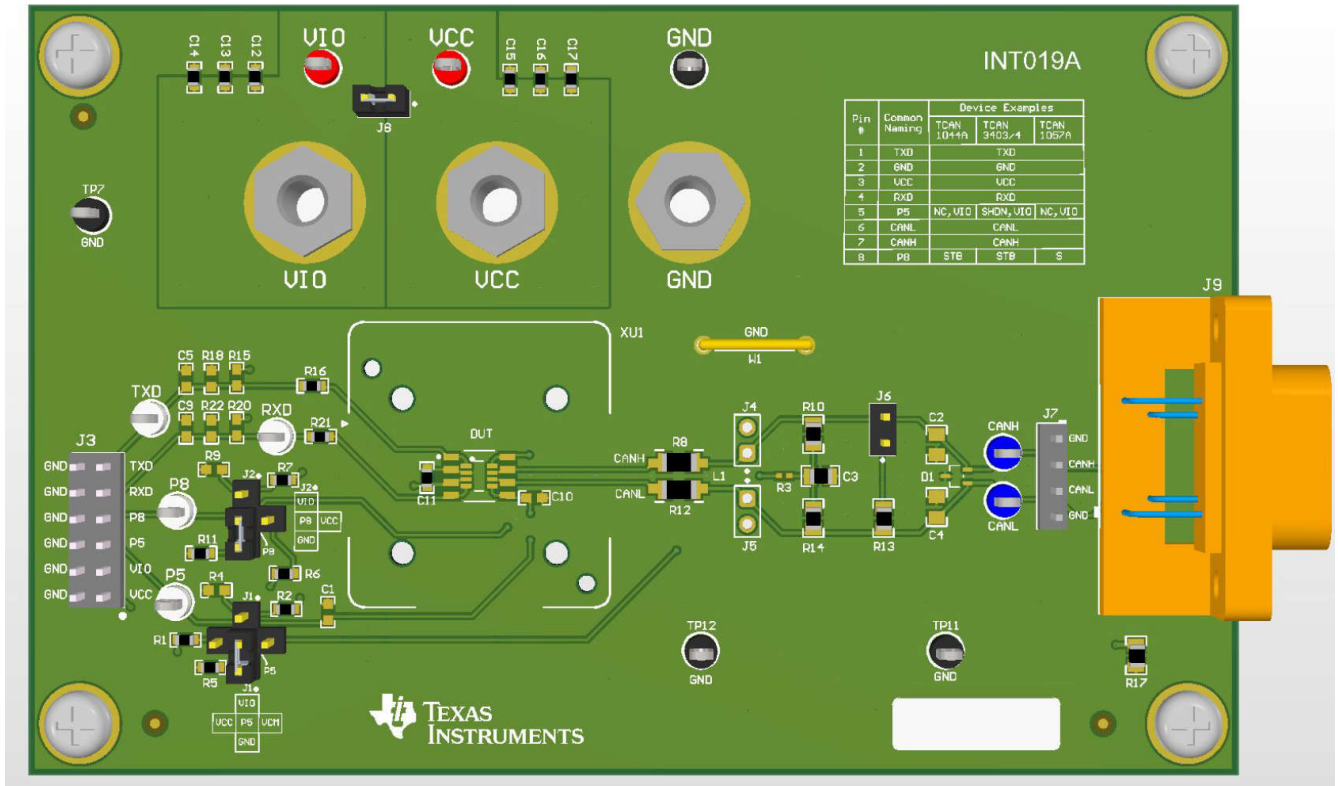 VIO
VCC
GND
INT019A
C14
C13
C12
C15
C16
C17
J8
VIO
VCC
GND
Pin #
Common Naming
Device Examples
TCAN 1044A
TCAN 3403/4
TCAN 1057A
1 TXD TXD
2 GND GND
3 VCC VCC
4 RXD RXD
5 P5 NC,VIO SHDN,VIO NC,VIO
6 CANL CANL
7 CANH CANH
8 P8 STB STB S
TP7
GND
J9
XU1
GND
W1
C5 R18 R15
R16
TXD
C9 R22 R20
RXD
R21
DUT
J3
GND TXD
GND RXD
GND P8
GND P5
GND VIO
GND VCC
R9
J2
R7
P8
J2
VIO
P8 VCC
GND
R11
P8
R6
P5
R4
J1
R2
C1
R1
R5
P5
J1
VIO
VCC P5 VCM
GND
C11
C10
CANH
CANL
R8
R12
L1
J4
J5
R3
R10
C3
R14
J6
R13
C2
D1
C4
CANH
CANL
J7
GND
CANH
CANL
GND
TP12
GND
TP11
GND
R17
TEXAS
INSTRUMENTS